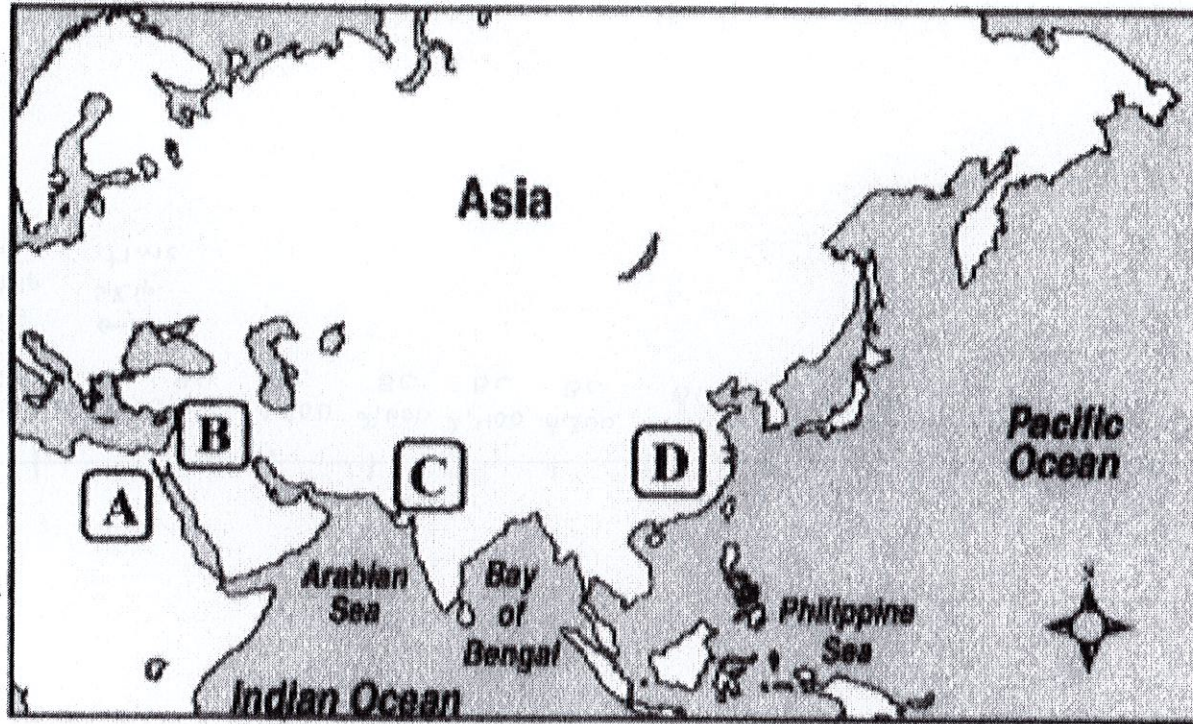 Asia
B
C
D
A
Pacific
Ocean
Arabian
Sea
Bay
of
Bengal
Philippine
Sea
Indian Ocean
N